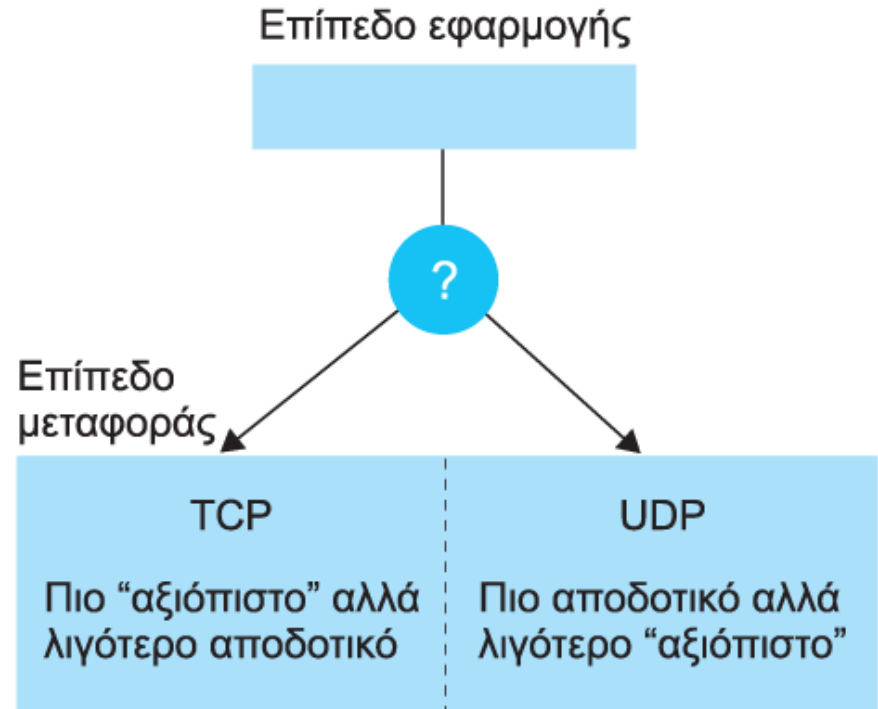 Επίπεδο εφαρμογής
?
Επίπεδο
μεταφοράς
TCP
Πιο “αξιόπιστο” αλλά
λιγότερο αποδοτικό
UDP
Πιο αποδοτικό αλλά
λιγότερο “αξιόπιστο”